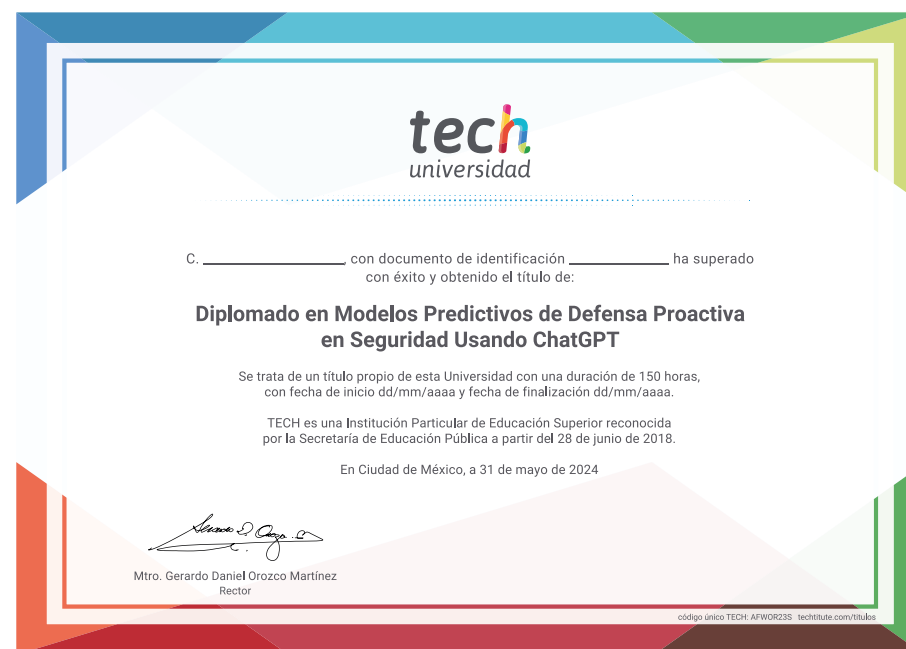 tech
universidad
C. ____________, con documento de identificación ____________ ha superado
con éxito y obtenido el título de:
Diplomado en Modelos Predictivos de Defensa Proactiva
en Seguridad Usando ChatGPT
Se trata de un título propio de esta Universidad con una duración de 150 horas,
con fecha de inicio dd/mm/aaaa y fecha de finalización dd/mm/aaaa.
TECH es una Institución Particular de Educación Superior reconocida
por la Secretaría de Educación Pública a partir del 28 de junio de 2018.
En Ciudad de México, a 31 de mayo de 2024
Mtro. Gerardo Daniel Orozco Martínez
Rector
código único TECH: AFWOR23S techtitute.com/titulos